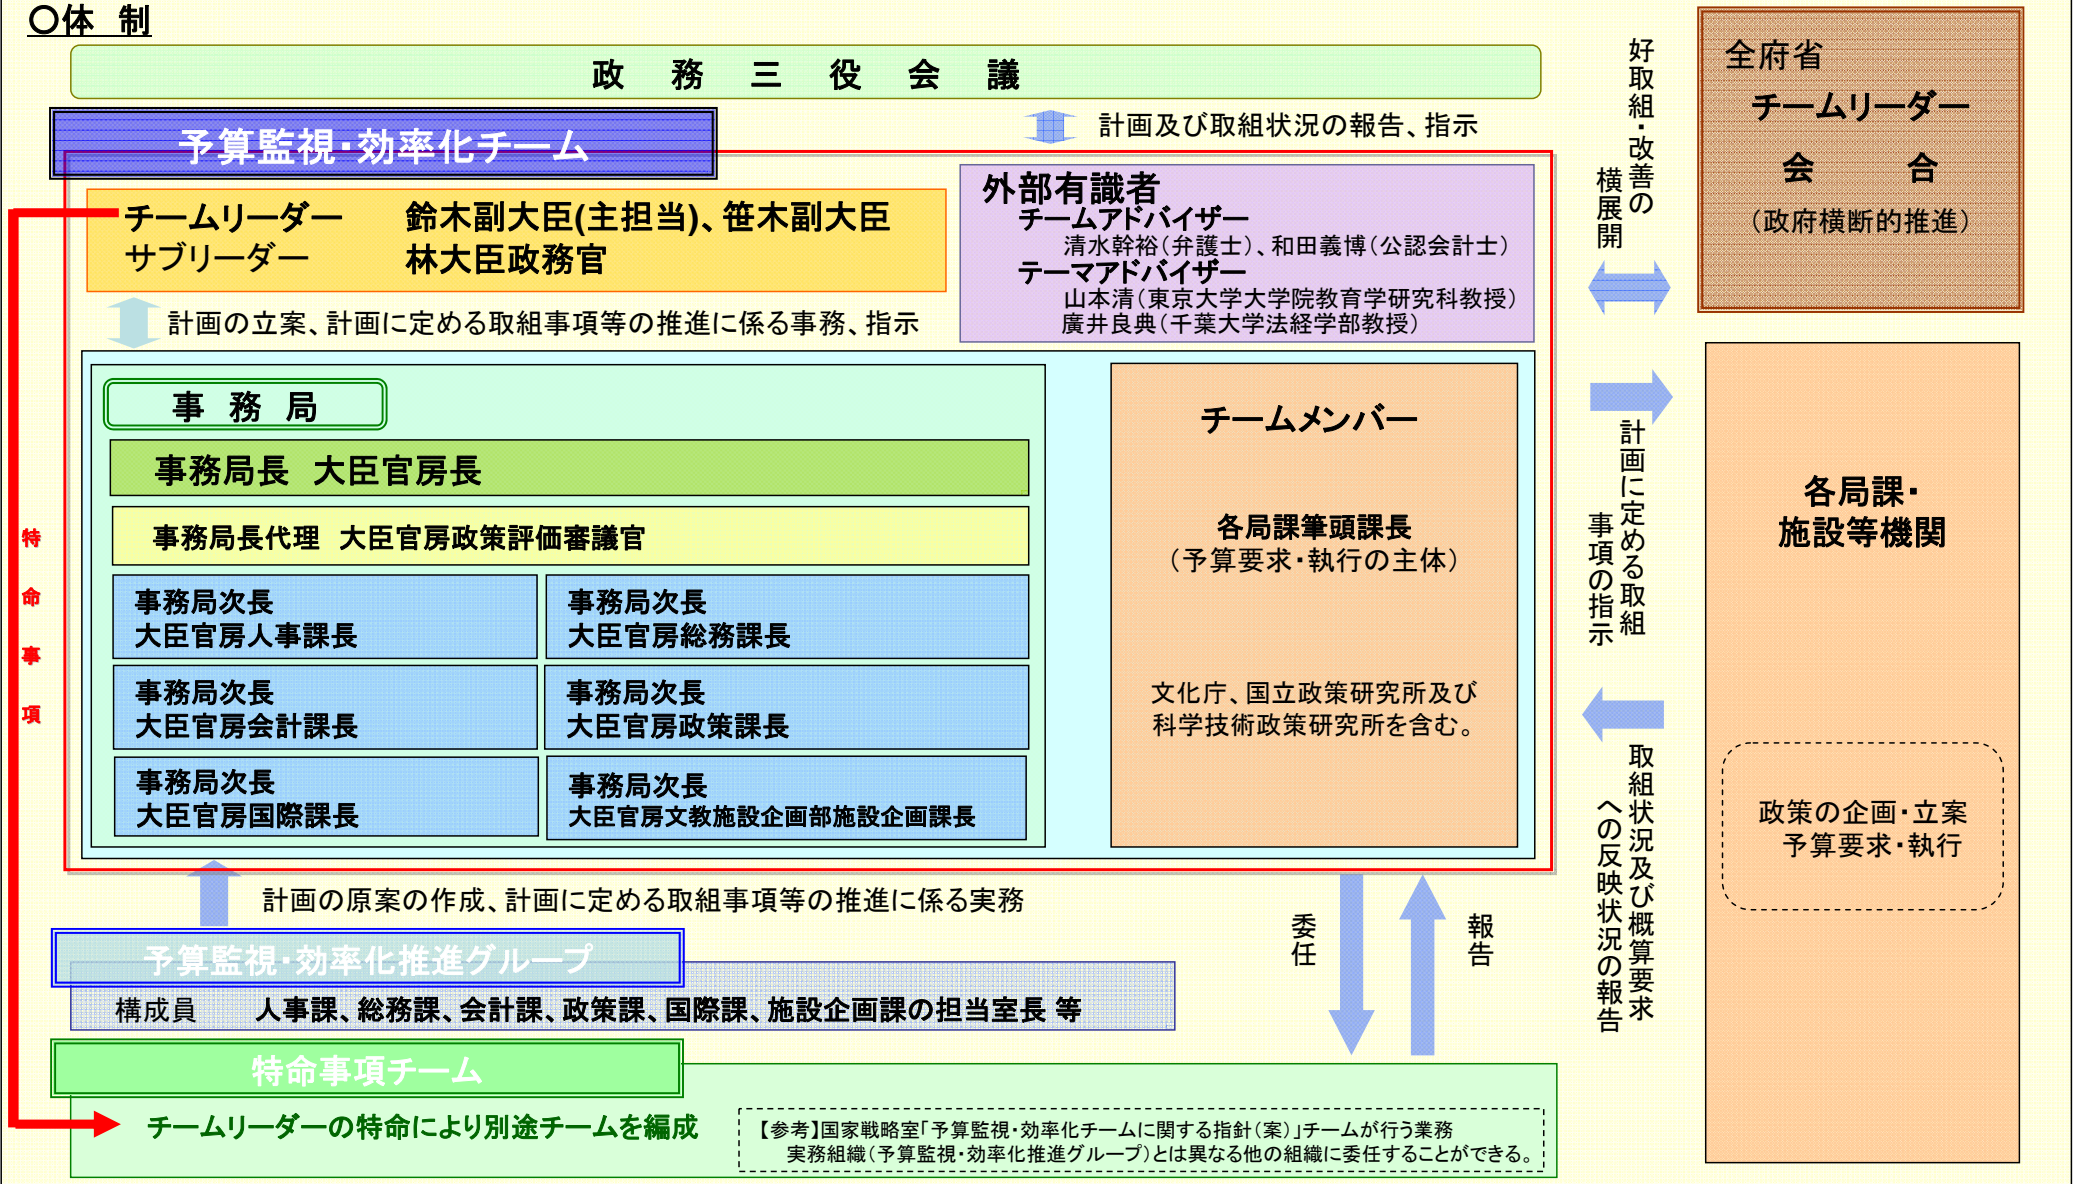 〇体　制
政　務　三　役　会　議
予算監視・効率化チーム
計画及び取組状況の報告、指示
チームリーダー　鈴木副大臣(主担当)、笹木副大臣
サブリーダー　林大臣政務官
外部有識者
チームアドバイザー
清水幹裕（弁護士）、和田義博（公認会計士）
テーマアドバイザー
山本清（東京大学大学院教育学研究科教授）
廣井良典（千葉大学法経学部教授）
計画の立案、計画に定める取組事項等の推進に係る事務、指示
事　務　局
事務局長　大臣官房長
事務局長代理　大臣官房政策評価審議官
事務局次長
大臣官房人事課長
事務局次長
大臣官房総務課長
事務局次長
大臣官房会計課長
事務局次長
大臣官房政策課長
事務局次長
大臣官房国際課長
事務局次長
大臣官房文教施設企画部施設企画課長
チームメンバー
各局課筆頭課長
（予算要求・執行の主体）
文化庁、国立政策研究所及び
科学技術政策研究所を含む。
特命事項
計画の原案の作成、計画に定める取組事項等の推進に係る実務
予算監視・効率化推進グループ
構成員　人事課、総務課、会計課、政策課、国際課、施設企画課の担当室長 等
委任
報告
特命事項チーム
チームリーダーの特命により別途チームを編成
【参考】国家戦略室「予算監視・効率化チームに関する指針（案）」チームが行う業務
実務組織（予算監視・効率化推進グループ）とは異なる他の組織に委任することができる。
好取組・改善の
横展開
計画に定める取組
事項の指示
取組状況及び概算要求
への反映状況の報告
全府省
チームリーダー
会　合
（政府横断的推進）
各局課・
施設等機関
政策の企画・立案
予算要求・執行